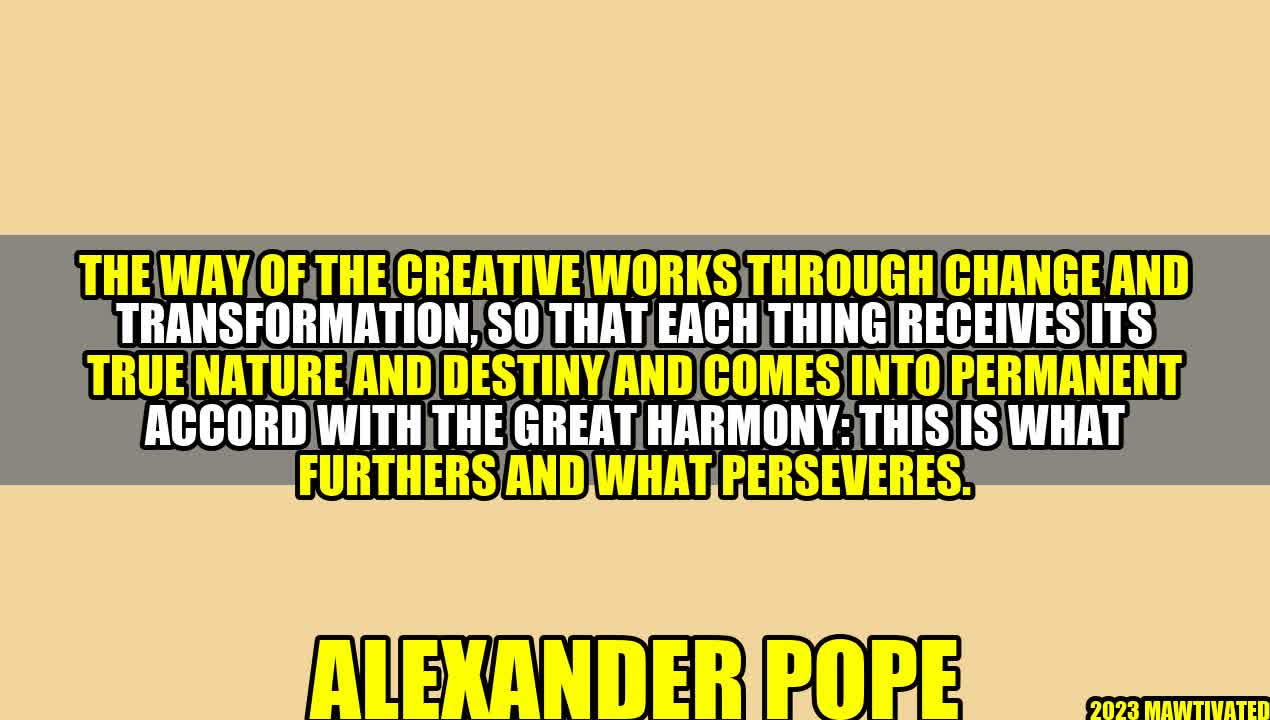 THE WAY OF THE CREATIVE WORKS THROUGH CHANGE AND
TRANSFORMATION, SO THAT EACH THING RECEIVES ITS
TRUE NATURE AND DESTINY AND COMES INTO PERMANENT
ACCORD WITH THE GREAT HARMONY: THIS IS WHAT
FURTHERS AND WHAT PERSEVERES.
ALEXANDER POPE
2023 MAWTIVATED